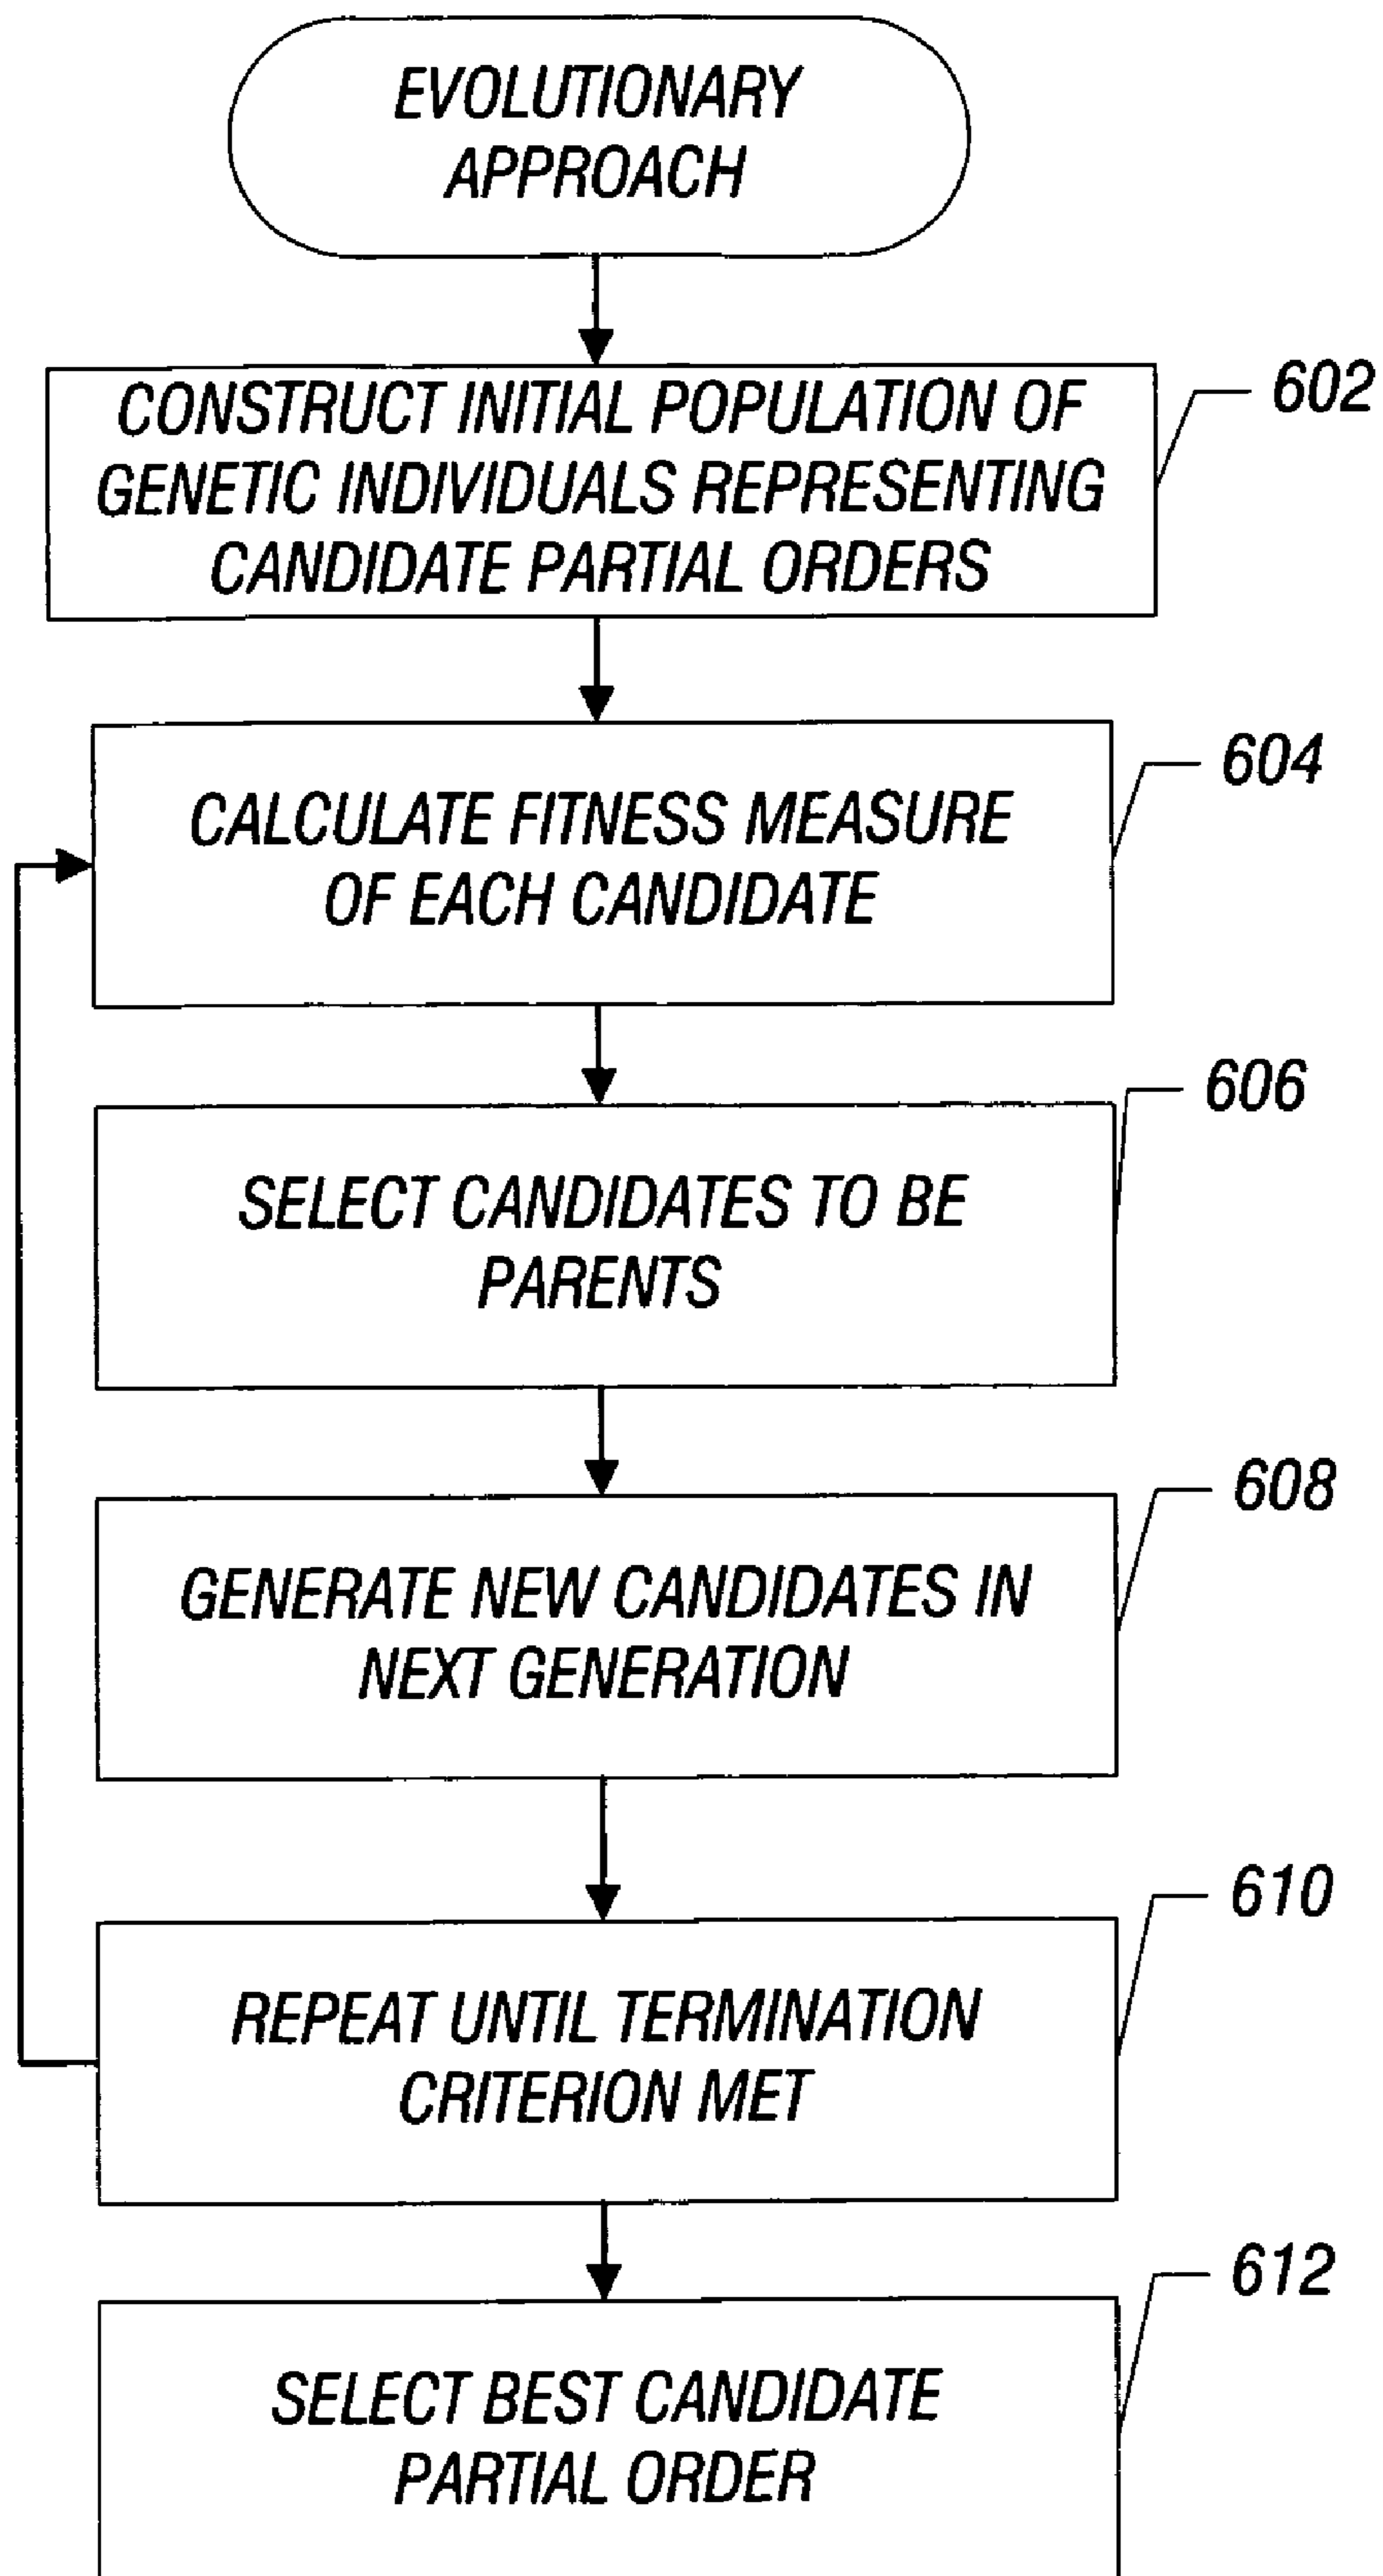 EVOLUTIONARY
APPROACH
CONSTRUCT INITIAL POPULATION OF
GENETIC INDIVIDUALS REPRESENTING
CANDIDATE PARTIAL ORDERS
602
CALCULATE FITNESS MEASURE
OF EACH CANDIDATE
604
SELECT CANDIDATES TO BE
PARENTS
606
GENERATE NEW CANDIDATES IN
NEXT GENERATION
608
REPEAT UNTIL TERMINATION
CRITERION MET
610
SELECT BEST CANDIDATE
PARTIAL ORDER
612